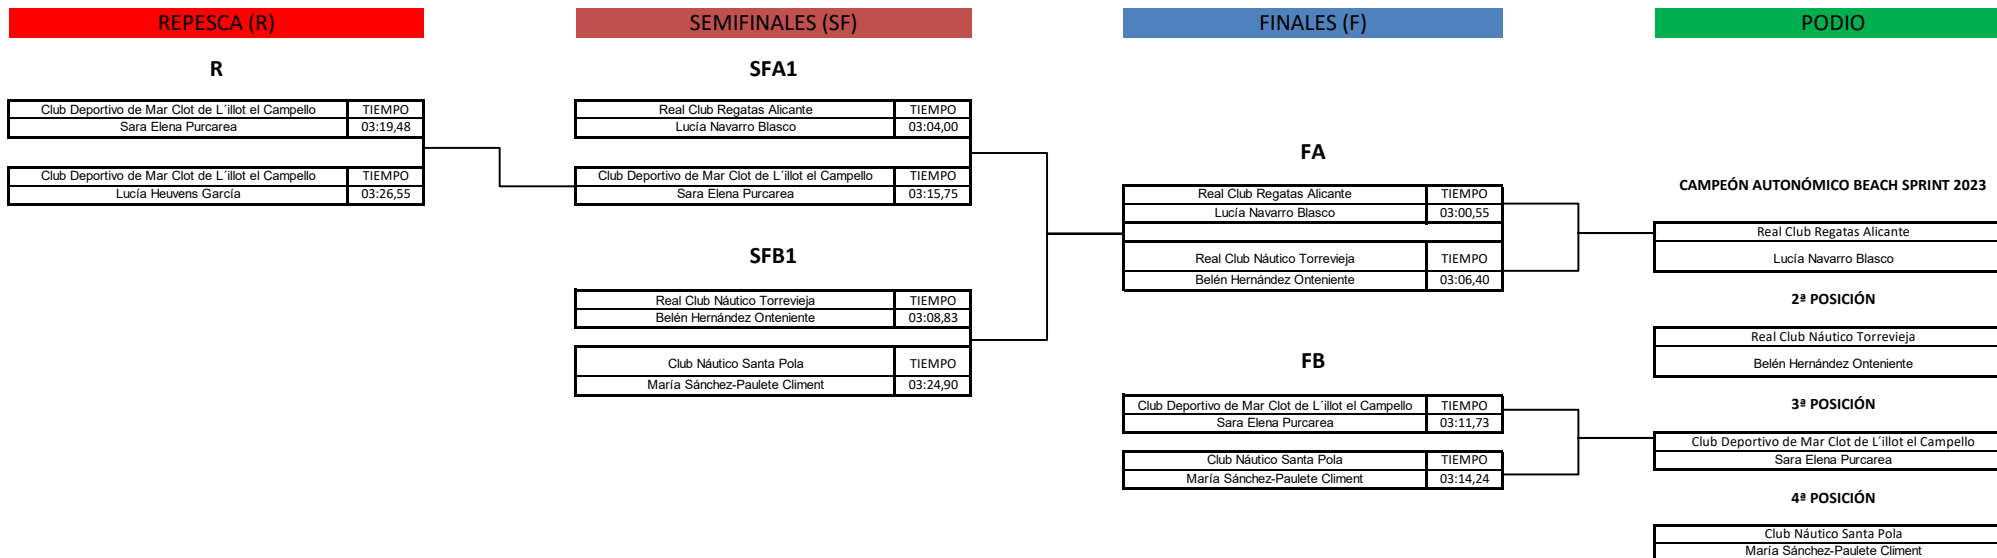 REPESCA (R)
R
Club Deportivo de Mar Clot de L´illot el Campello TIEMPO
Sara Elena Purcarea 03:19,48
Club Deportivo de Mar Clot de L´illot el Campello TIEMPO
Lucía Heuvens García 03:26,55
SEMIFINALES (SF)
SFA1
Real Club Regatas Alicante TIEMPO
Lucía Navarro Blasco 03:04,00
Club Deportivo de Mar Clot de L´illot el Campello TIEMPO
Sara Elena Purcarea 03:15,75
SFB1
Real Club Náutico Torrevieja TIEMPO
Belén Hernández Onteniente 03:08,83
Club Náutico Santa Pola TIEMPO
María Sánchez-Paulete Climent 03:24,90
FINALES (F)
FA
Real Club Regatas Alicante TIEMPO
Lucía Navarro Blasco 03:00,55
Real Club Náutico Torrevieja TIEMPO
Belén Hernández Onteniente 03:06,40
FB
Club Deportivo de Mar Clot de L´illot el Campello TIEMPO
Sara Elena Purcarea 03:11,73
Club Náutico Santa Pola TIEMPO
María Sánchez-Paulete Climent 03:14,24
PODIO
CAMPEÓN AUTONÓMICO BEACH SPRINT 2023
Real Club Regatas Alicante
Lucía Navarro Blasco
2ª POSICIÓN
Real Club Náutico Torrevieja
Belén Hernández Onteniente
3ª POSICIÓN
Club Deportivo de Mar Clot de L´illot el Campello
Sara Elena Purcarea
4ª POSICIÓN
Club Náutico Santa Pola
María Sánchez-Paulete Climent